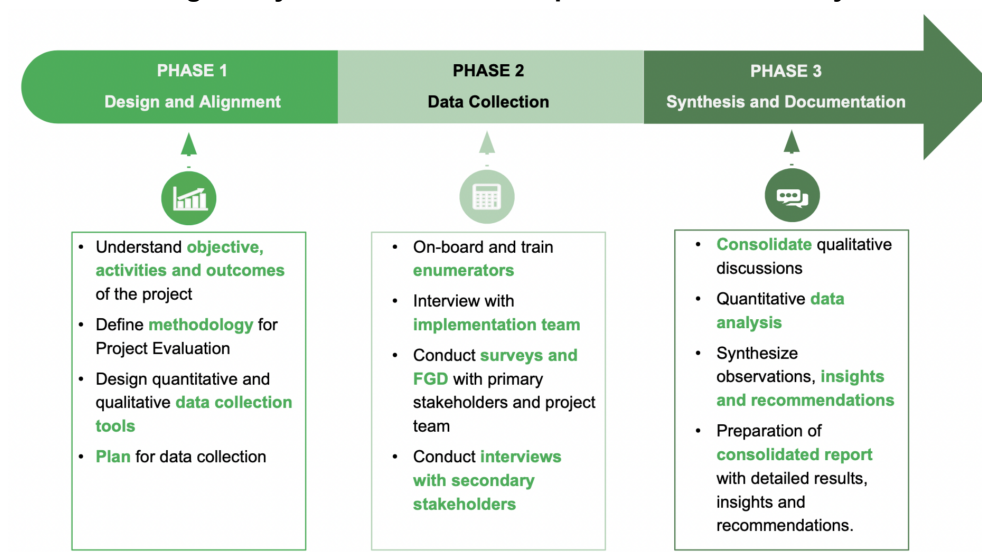 PHASE 1
Design and Alignment
PHASE 2
Data Collection
PHASE 3
Synthesis and Documentation
• Understand objective,
activities and outcomes
of the project
• Define methodology for
Project Evaluation
• Design quantitative and
qualitative data collection
tools
• Plan for data collection
• On-board and train
enumerators
• Interview with
implementation team
• Conduct surveys and
FGD with primary
stakeholders and project
team
• Conduct interviews
with secondary
stakeholders
• Consolidate qualitative
discussions
• Quantitative data
analysis
• Synthesize
observations, insights
and recommendations
• Preparation of
consolidated report
with detailed results,
insights and
recommendations.